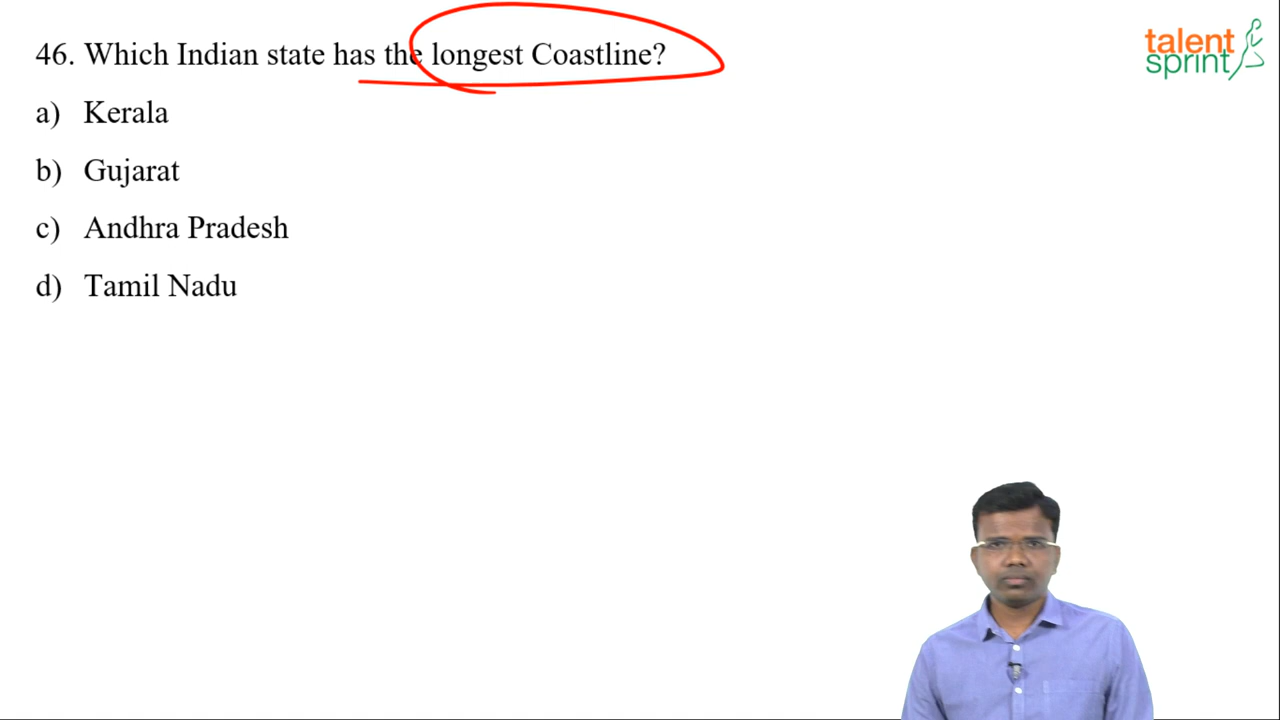 46. Which Indian state has the longest Coastline?
talent
sprint
a) Kerala
b) Gujarat
c) Andhra Pradesh
d) Tamil Nadu